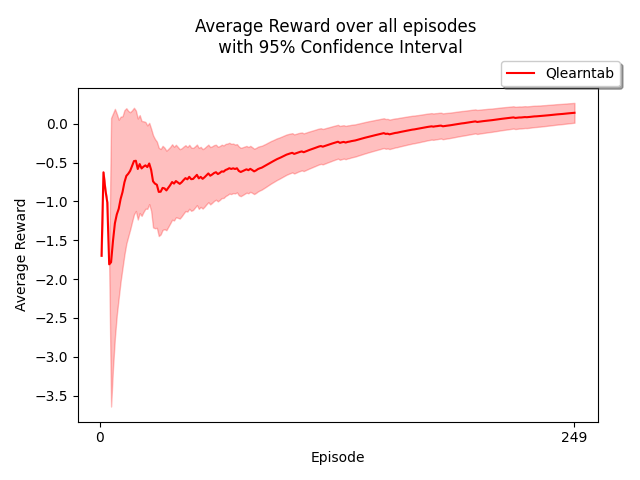 Average Reward over all episodes
with 95% Confidence Interval
Qlearntab
0.0
−0.5
−1.0
−1.5
−2.0
−2.5
−3.0
−3.5
Average Reward
0
249
Episode